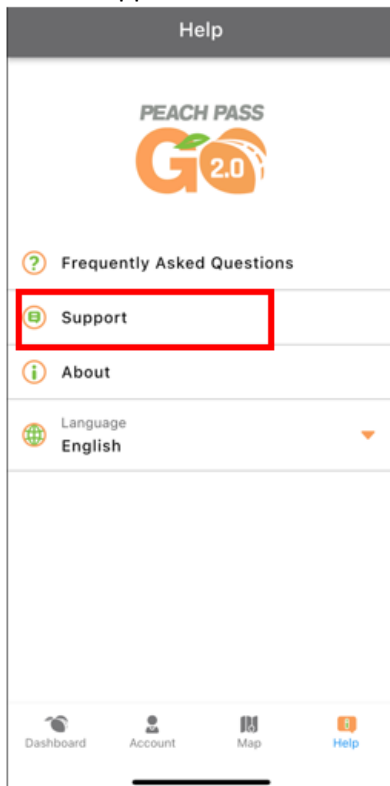 Help
PEACH PASS
GO 2.0
Frequently Asked Questions
Support
About
Language
English
Dashboard Account Map Help